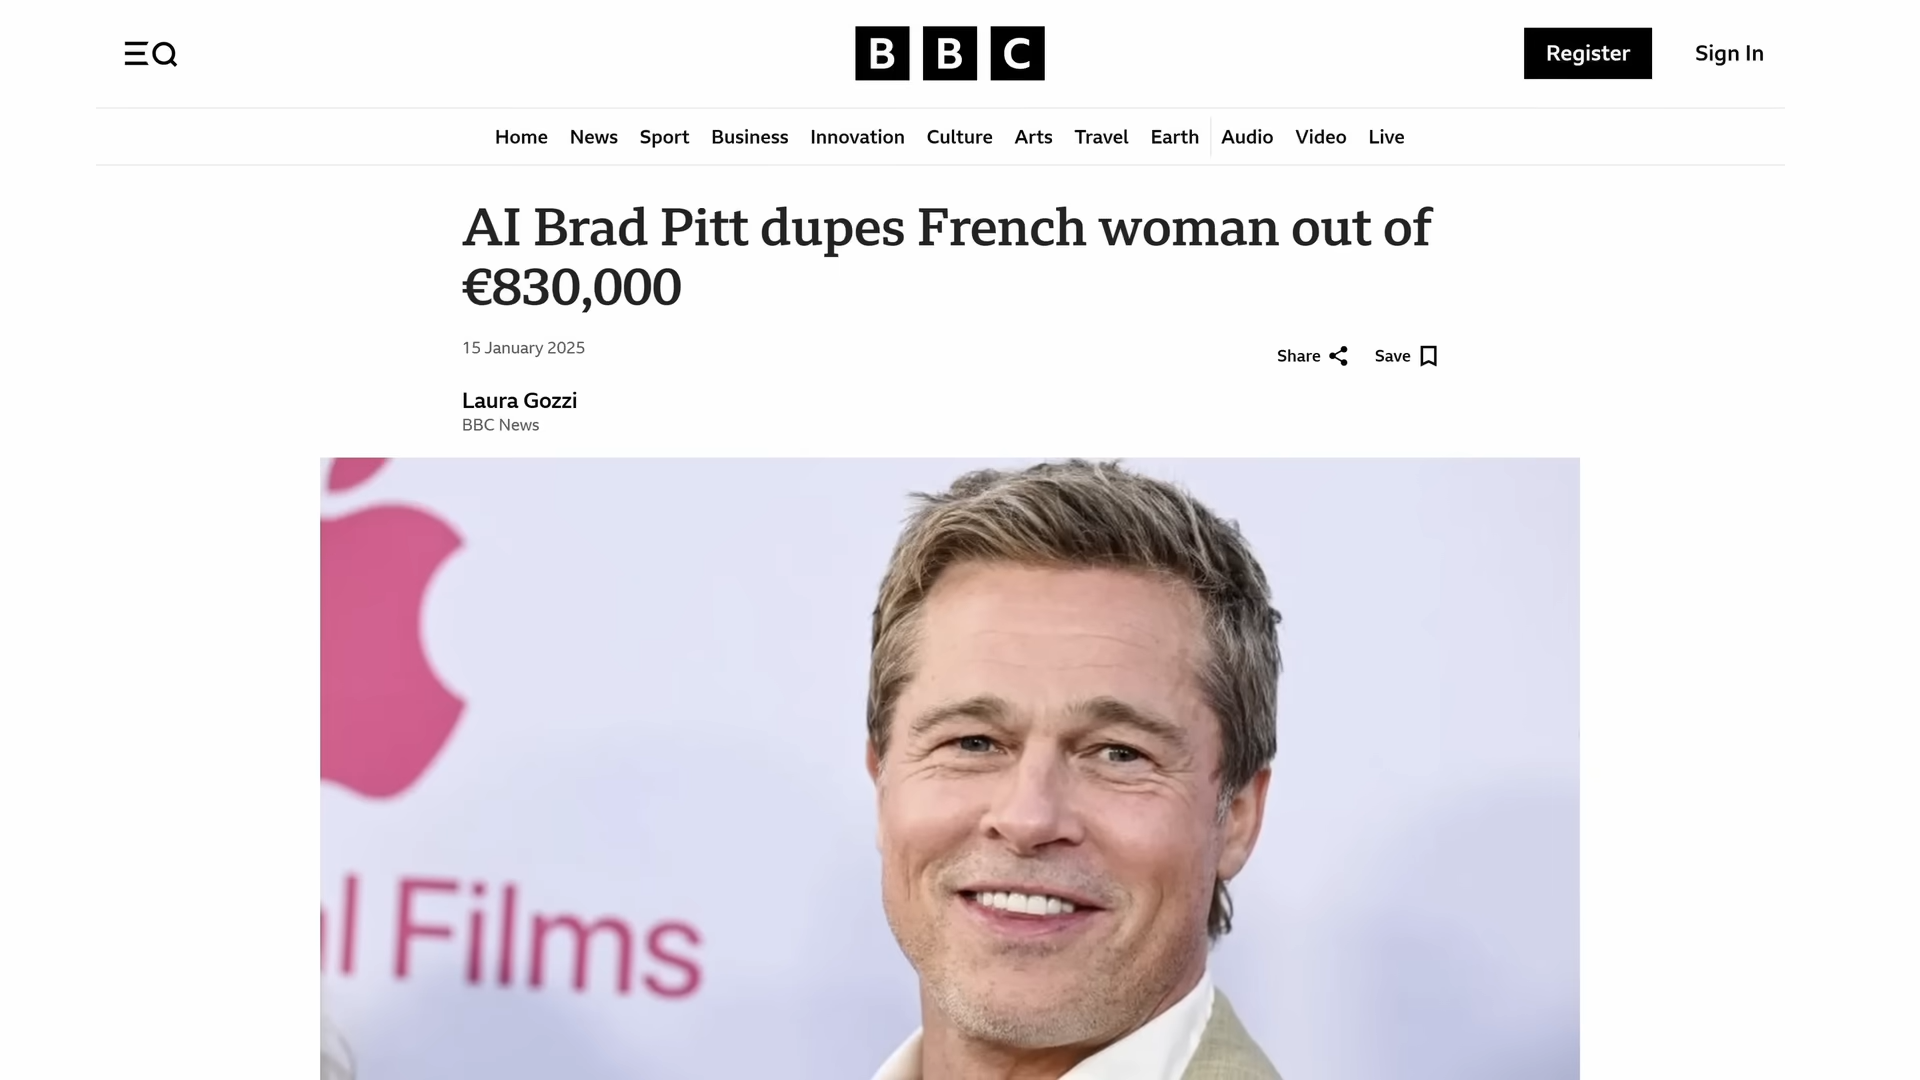 BBC
Register
Sign In
Home News Sport Business Innovation Culture Arts Travel Earth Audio Video Live
AI Brad Pitt dupes French woman out of
€830,000
15 January 2025
Share
Save
Laura Gozzi
BBC News
l Films